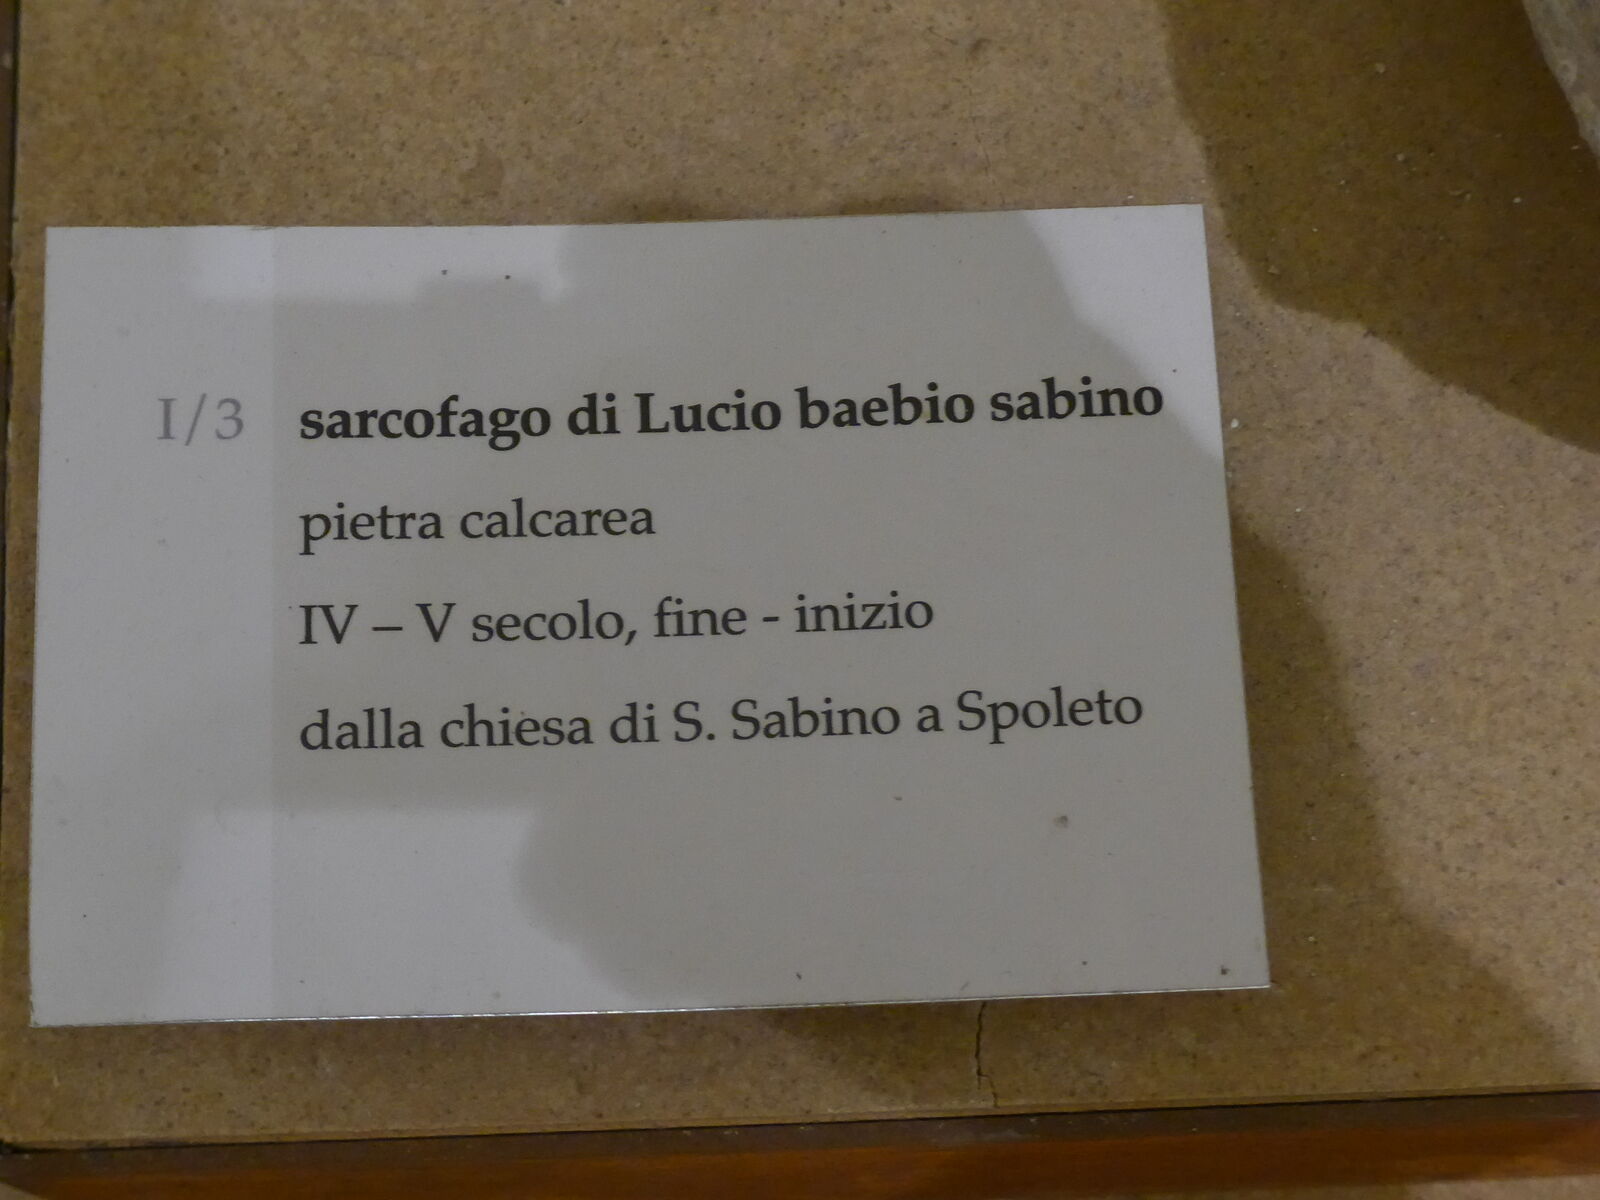 I/3 sarcofago di Lucio baebio sabino
pietra calcarea
IV – V secolo, fine - inizio
dalla chiesa di S. Sabino a Spoleto